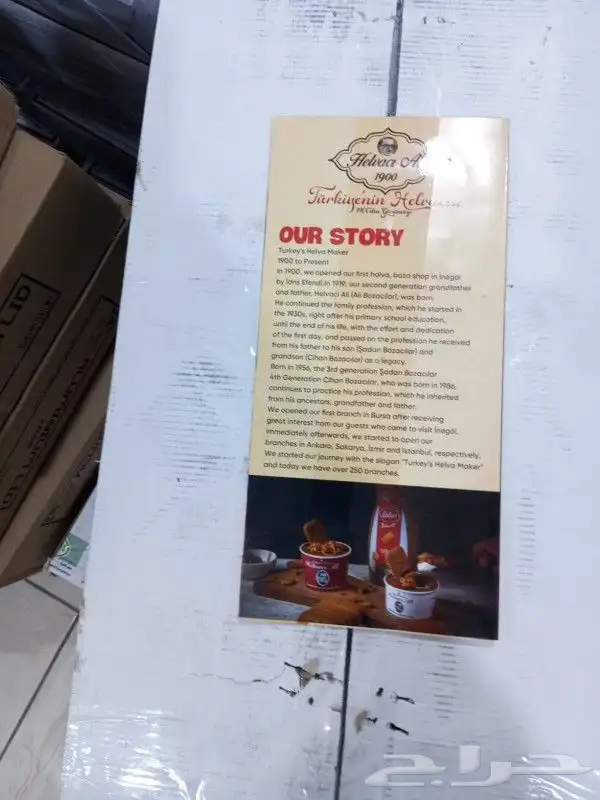 Helvacı A
1900
Türkiye'nin Helvacısı
OUR STORY
Turkey's Helva Maker
1900 to Present
In 1900, we opened our first halva, boza shop in İnegöl
by İdris Efendi.In 1919, our second generation grandfather
and father, Helvacı Ali (Ali Bozacılar), was born.
He continued the family profession, which he started in
the 1930s, right after his primary school education,
until the end of his life, with the effort and dedication
of the first day, and passed on the profession he received
from his father to his son (Şadan Bozacılar) and
grandson (Cihan Bozacılar) as a legacy.
Born in 1956, the 3rd generation Şadan Bozacılar
4th Generation Cihan Bozacılar, who was born in 1986,
continues to practice his profession, which he inherited
from his ancestors, grandfather and father.
We opened our first branch in Bursa after receiving
great interest from our guests who came to visit İnegöl.
Immediately afterwards, we started to open our
branches in Ankara, Sakarya, İzmir and Istanbul, respectively.
We started our journey with the slogan "Turkey's Helva Maker"
and today we have over 250 branches.
Lotus
حراج